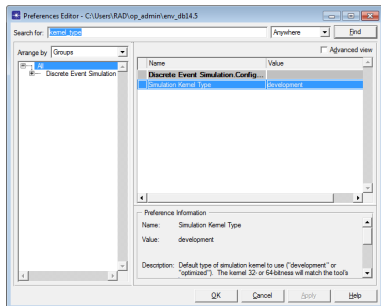 Preferences Editor - C:\Users\RAD\op_admin\env_db14.5
Search for: kernel_type Anywhere Find
Arrange by Groups Advanced view
All
Discrete Event Simulation
Name Value
Discrete Event Simulation.Config...
Simulation Kernel Type development
Preference Information
Name: Simulation Kernel Type
Value: development
Description: Default type of simulation kernel to use ("development" or
"optimized"). The kernel 32- or 64-bitness will match the tool's
OK Cancel Apply Help